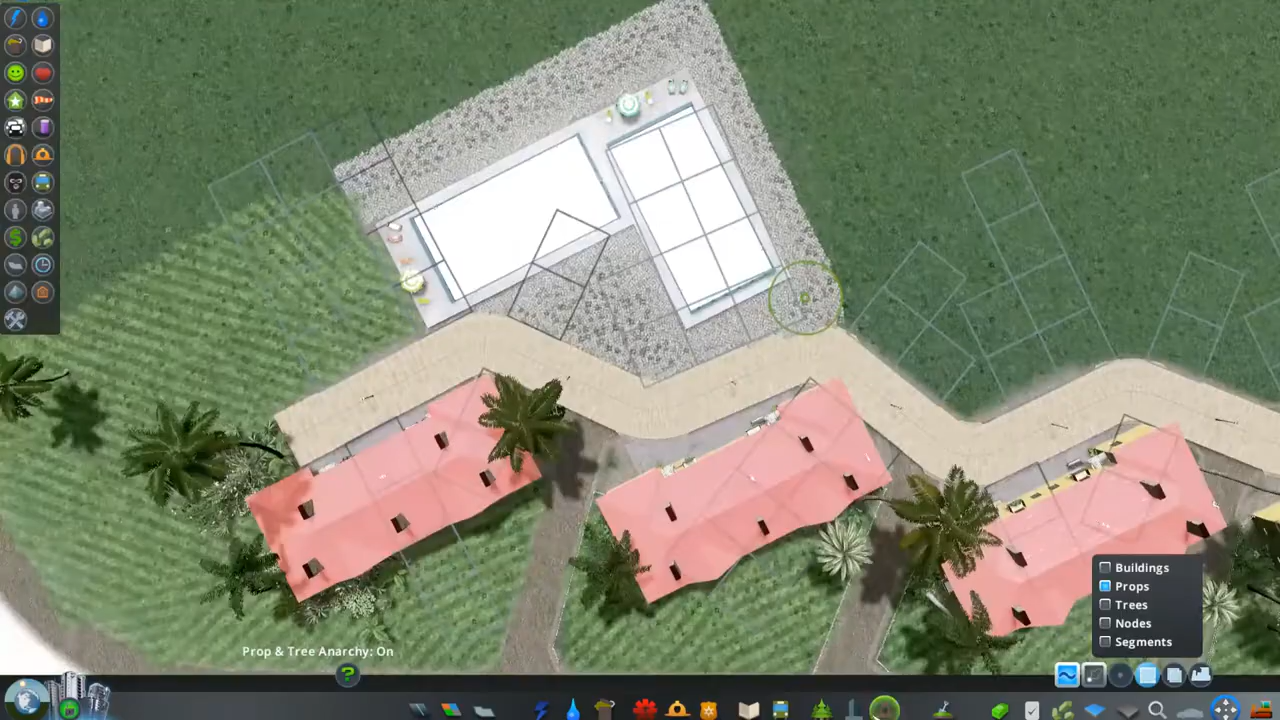 Buildings
Props
Trees
Nodes
Segments
Prop & Tree Anarchy: On
?